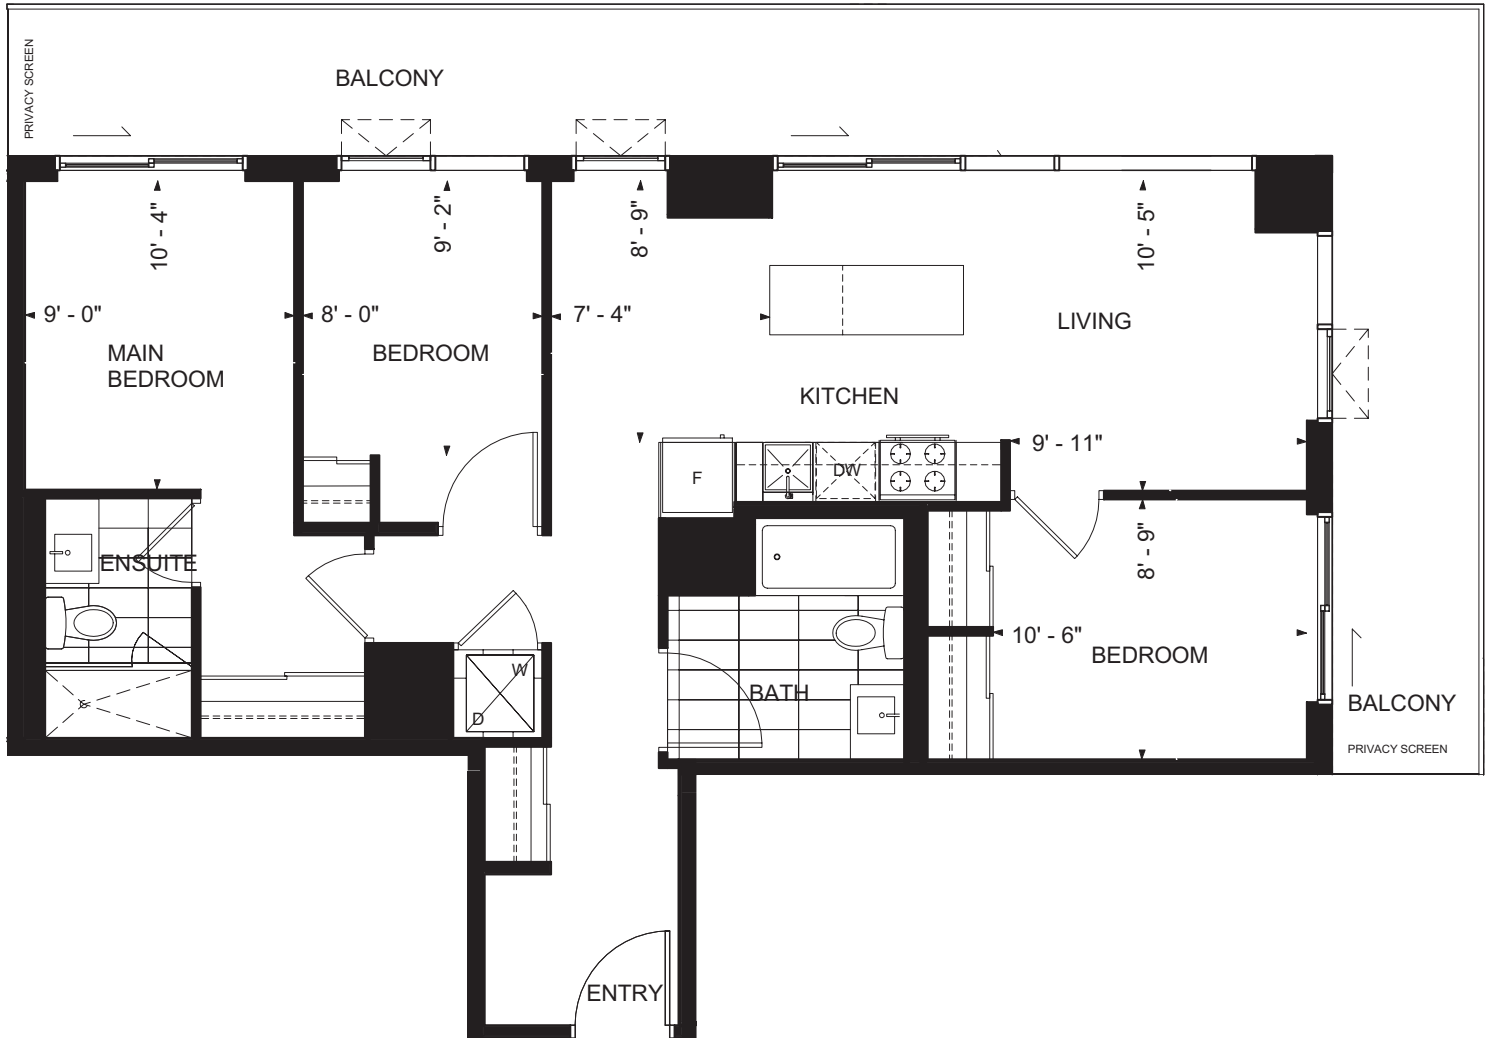 PRIVACY SCREEN
BALCONY
10' - 4"
9' - 2"
8' - 9"
10' - 5"
9' - 0"
8' - 0"
7' - 4"
LIVING
MAIN
BEDROOM
BEDROOM
KITCHEN
9' - 11"
F
DW
ENSUITE
8' - 9"
10' - 6"
BEDROOM
W
D
BATH
BALCONY
PRIVACY SCREEN
ENTRY